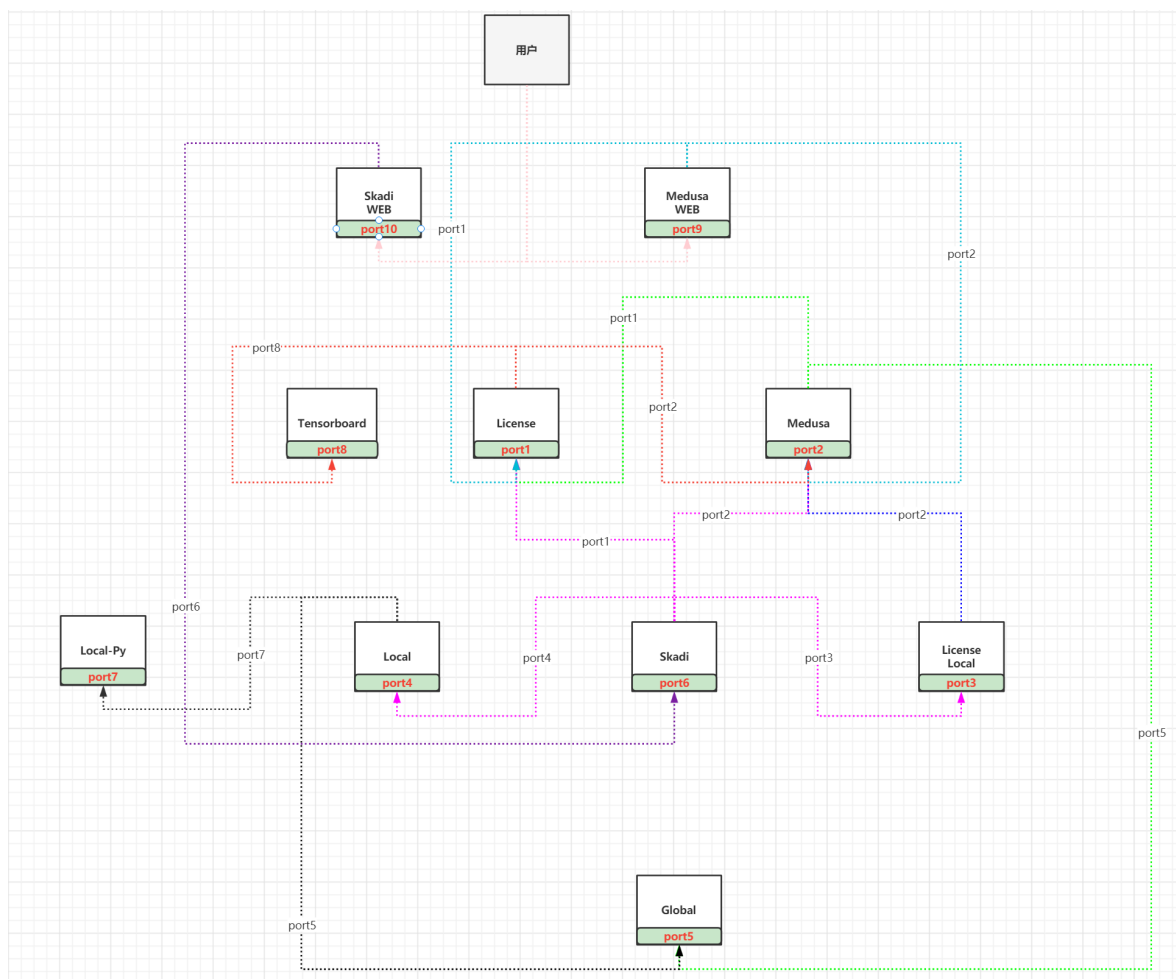 用户
Skadi
WEB
port10
port1
Medusa
WEB
port9
port2
port1
port8
port2
Tensorboard
port8
License
port1
Medusa
port2
port2
port2
port1
port6
port7
port4
port3
Local-Py
port7
Local
port4
Skadi
port6
License
Local
port3
port5
Global
port5
port5